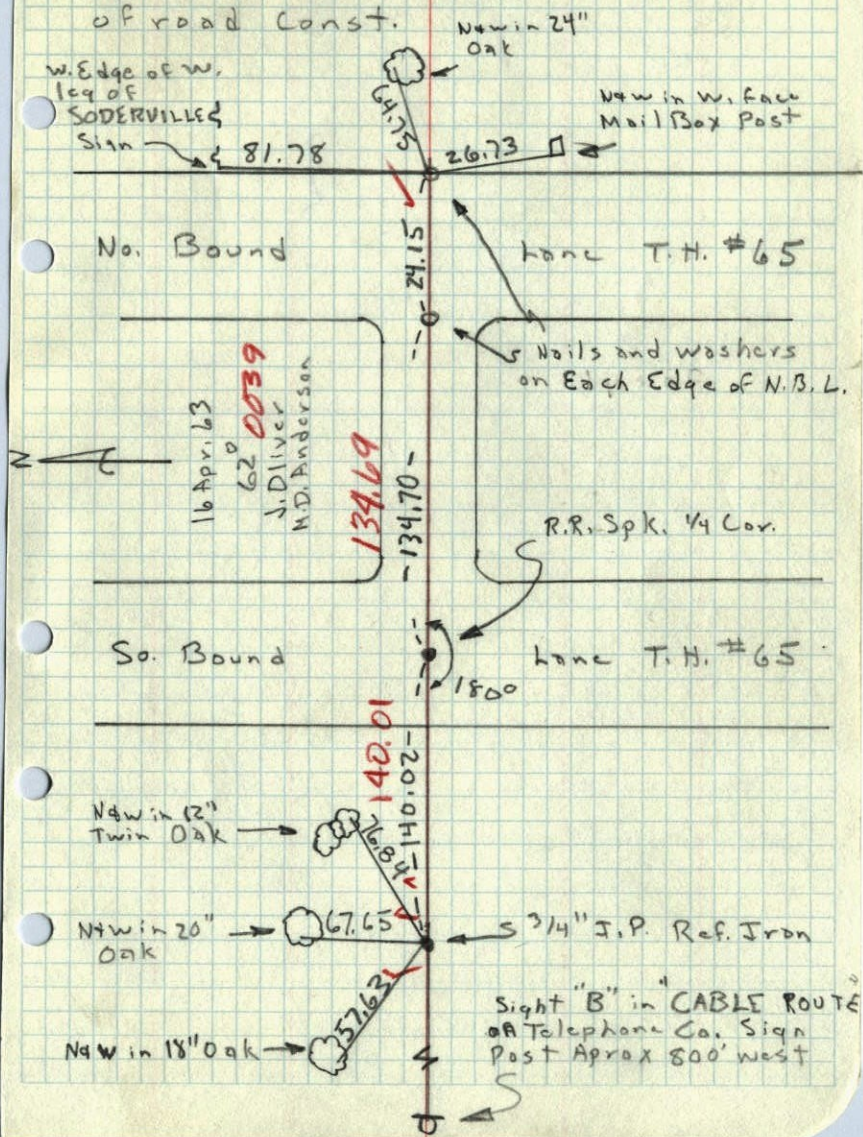 of road Const.
N&W in 24"
Oak
W. Edge of W.
leg of
SODERVILLE
Sign
81.78
64.75
26.73
N&W in W. Face
Mail Box Post
No. Bound
24.15
Lane T.H. #65
Nails and Washers
on Each Edge of N.B.L.
N
16 Apr. 63
62° 0039
J. Oliver
M.D. Anderson
134.69
134.70
R.R. Spk. 1/4 Cor.
So. Bound
Lane T.H. #65
180°
140.01
140.02
N&W in 12"
Twin Oak
76.84
N&W in 20"
Oak
67.65
3/4" I.P. Ref. Iron
57.63
N&W in 18" Oak
Sight "B" in "CABLE ROUTE"
on Telephone Co. Sign
Post Aprox 800' West